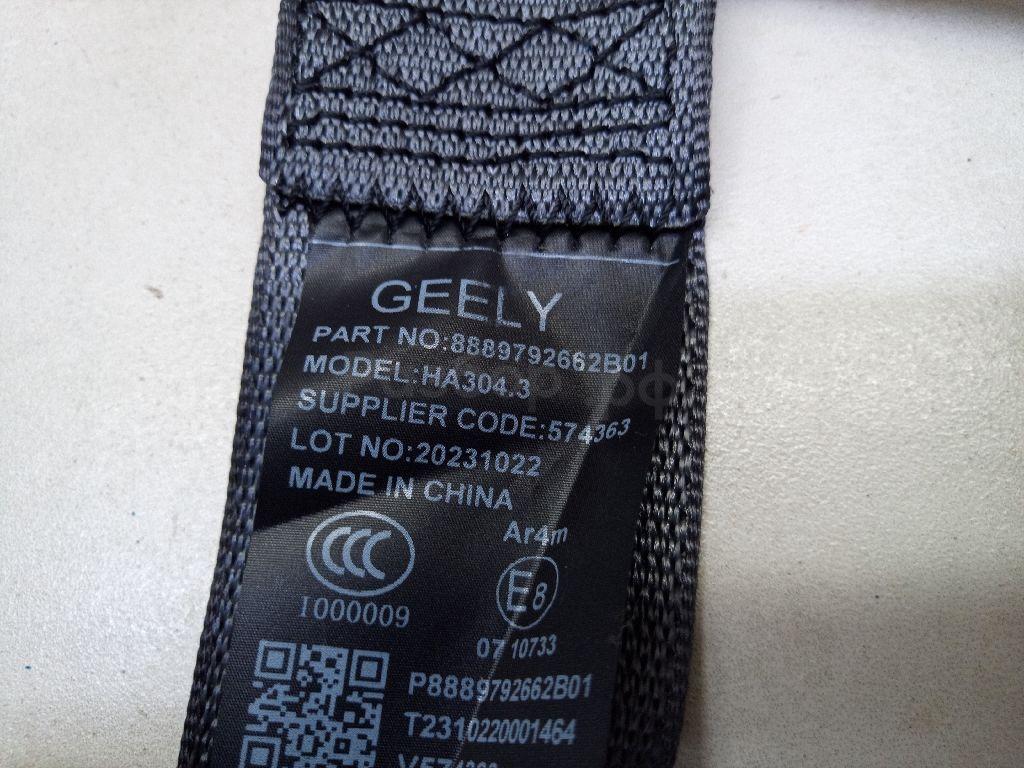 GEELY
PART NO:8889792662B01
MODEL:HA304.3
SUPPLIER CODE:574363
LOT NO:20231022
MADE IN CHINA
Ar4m
CCC
E8
I000009
07 10733
P8889792662B01
T2310220001464